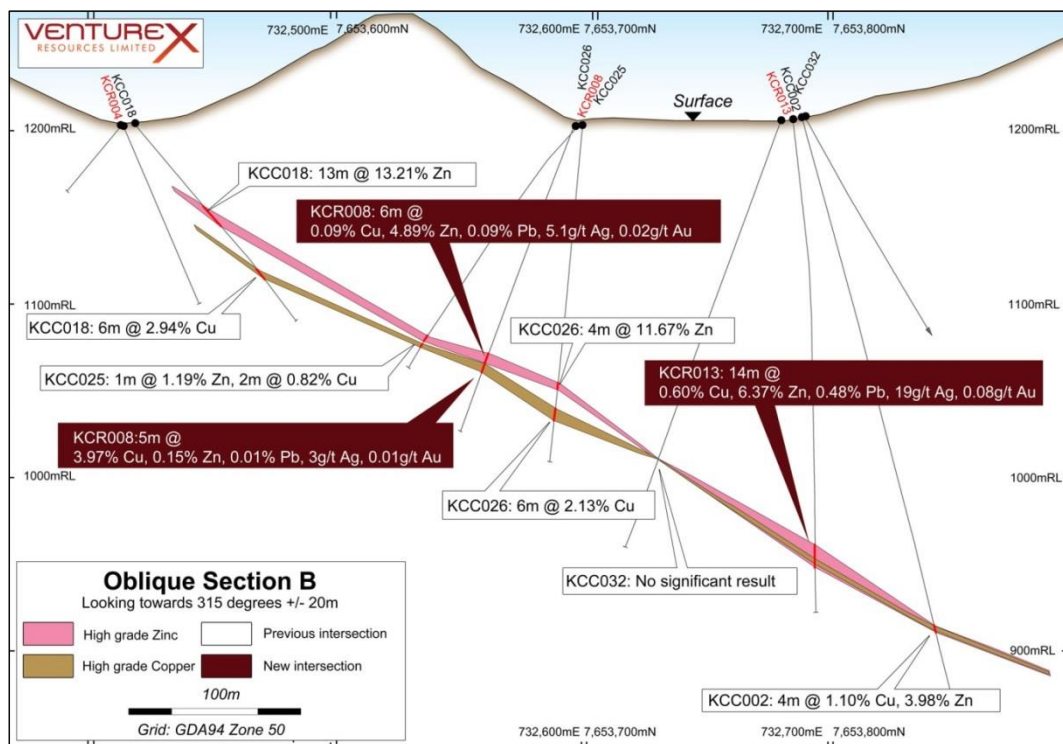 VENTUREX
RESOURCES LIMITED
732,500mE 7,653,600mN
732,600mE 7,653,700mN
732,700mE 7,653,800mN
KCR004
KCC018
KCC026
KCR008
KCC025
KCR013
KCC002
KCC032
Surface
1200mRL
1200mRL
KCC018: 13m @ 13.21% Zn
KCR008: 6m @
0.09% Cu, 4.89% Zn, 0.09% Pb, 5.1g/t Ag, 0.02g/t Au
1100mRL
1100mRL
KCC018: 6m @ 2.94% Cu
KCC026: 4m @ 11.67% Zn
KCC025: 1m @ 1.19% Zn, 2m @ 0.82% Cu
KCR013: 14m @
0.60% Cu, 6.37% Zn, 0.48% Pb, 19g/t Ag, 0.08g/t Au
KCR008:5m @
3.97% Cu, 0.15% Zn, 0.01% Pb, 3g/t Ag, 0.01g/t Au
1000mRL
1000mRL
KCC026: 6m @ 2.13% Cu
KCC032: No significant result
Oblique Section B
Looking towards 315 degrees +/- 20m
High grade Zinc
Previous intersection
High grade Copper
New intersection
100m
Grid: GDA94 Zone 50
900mRL
KCC002: 4m @ 1.10% Cu, 3.98% Zn
732,600mE 7,653,700mN
732,700mE 7,653,800mN